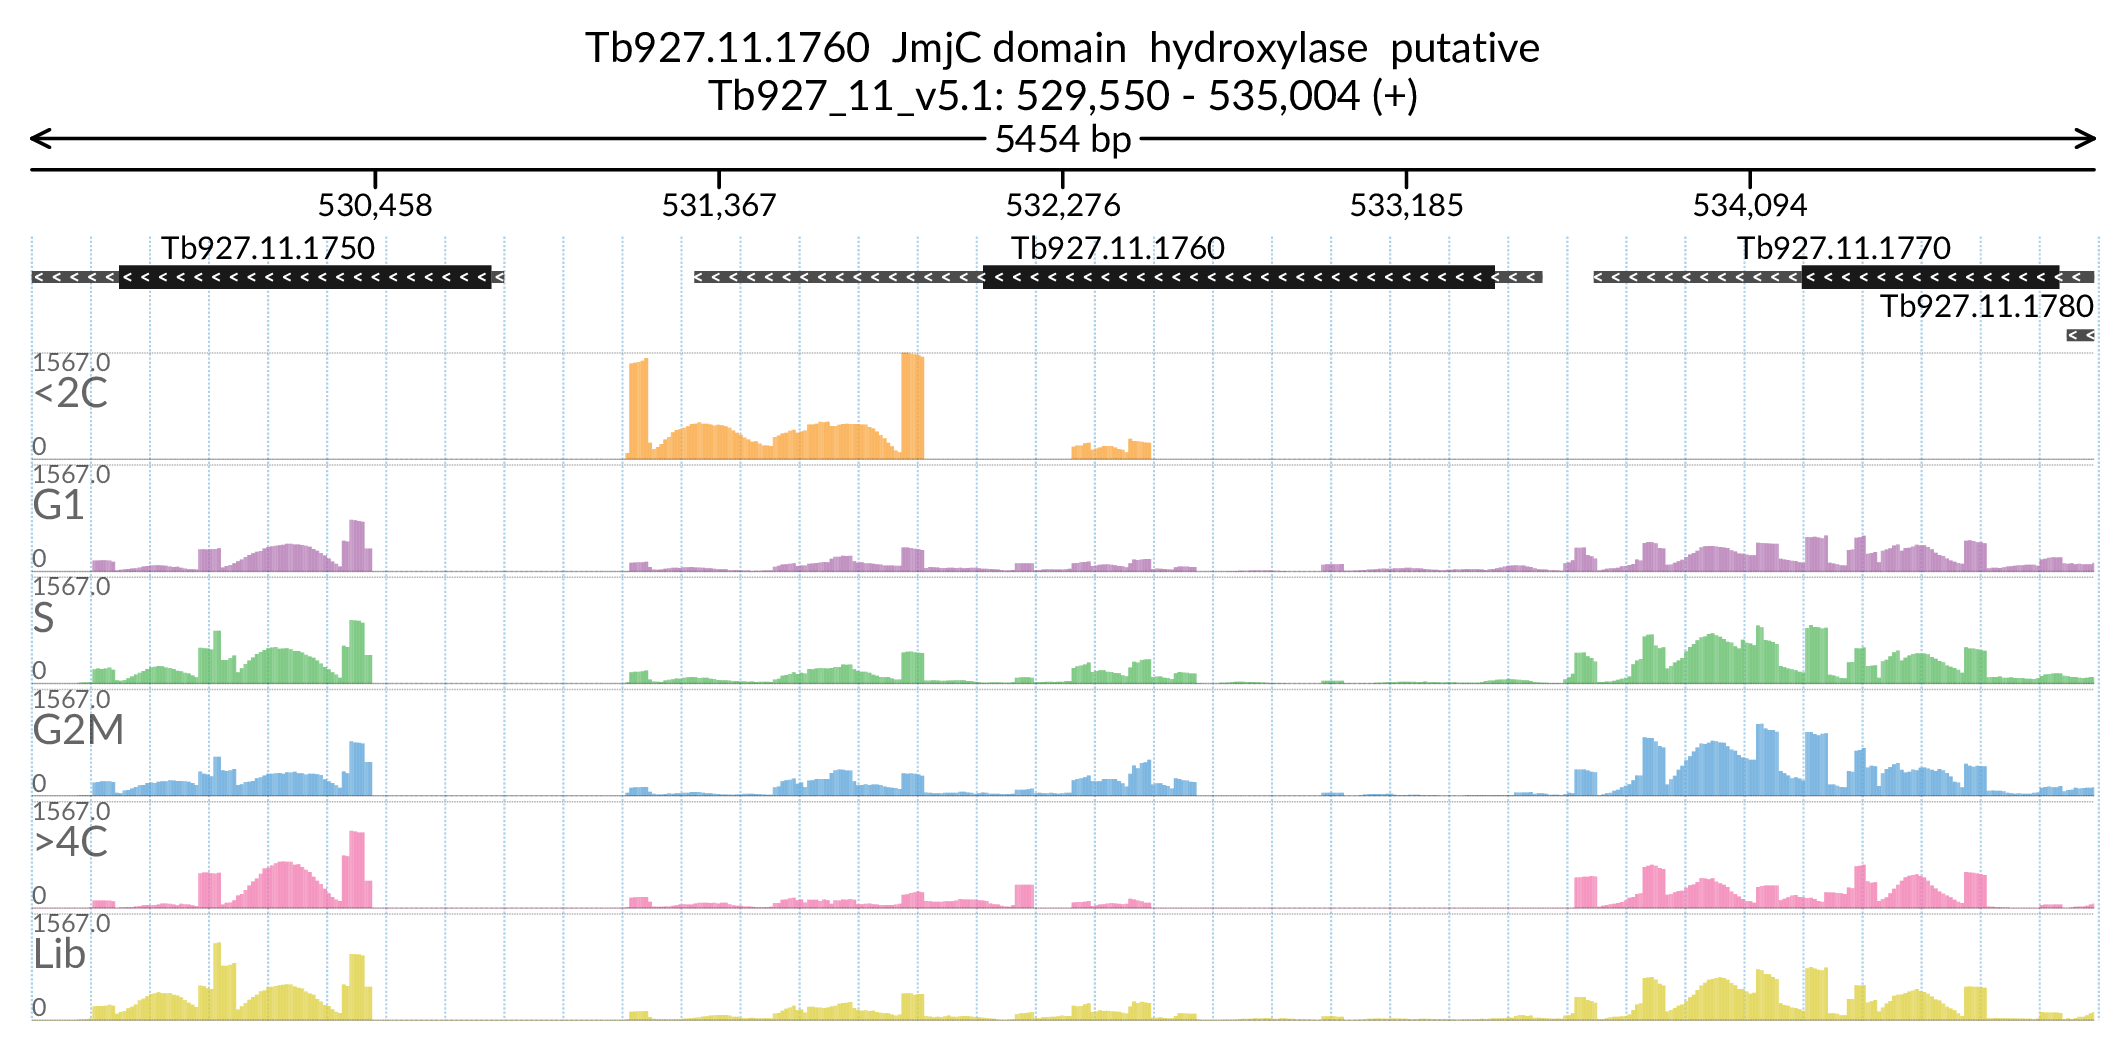 Tb927.11.1760 JmjC domain hydroxylase putative
Tb927_11_v5.1: 529,550 - 535,004 (+)
5454 bp
530,458 531,367 532,276 533,185 534,094
Tb927.11.1750 Tb927.11.1760 Tb927.11.1770
Tb927.11.1780
1567.0
<2C
0
1567.0
G1
0
1567.0
S
0
1567.0
G2M
0
1567.0
>4C
0
1567.0
Lib
0